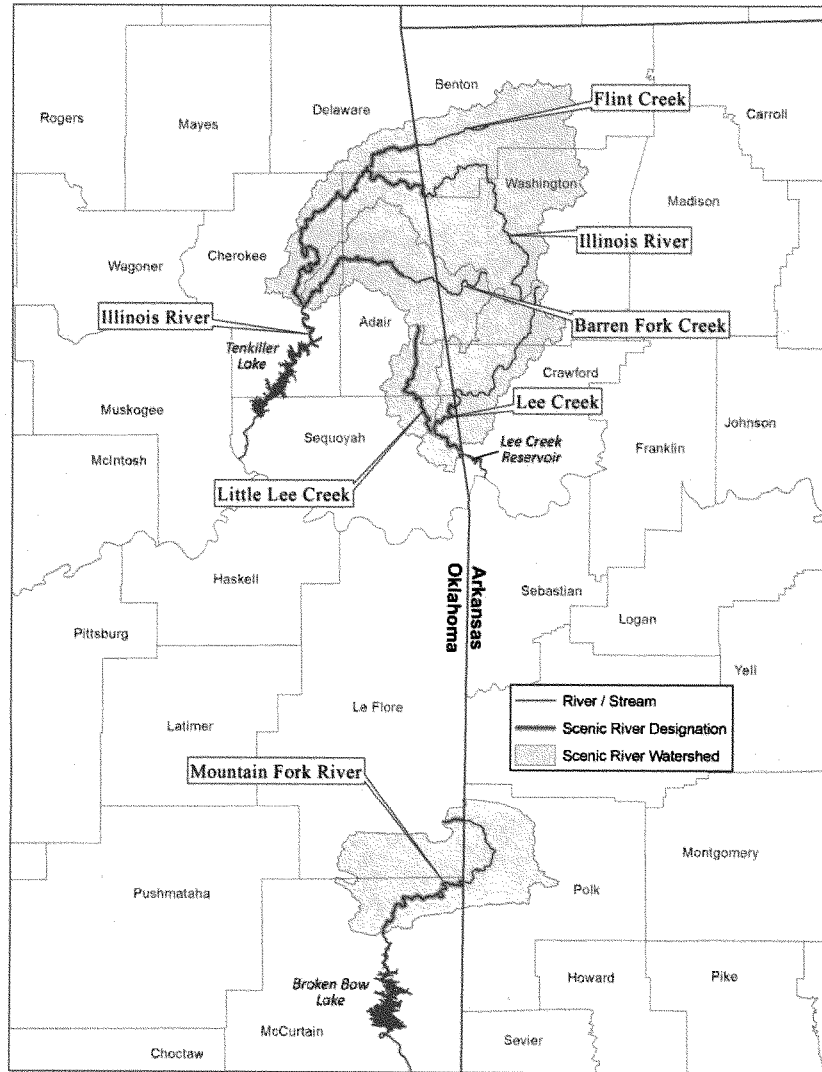 Benton
Flint Creek
Rogers
Mayes
Delaware
Carroll
Washington
Madison
Illinois River
Wagoner
Cherokee
Illinois River
Adair
Barren Fork Creek
Tenkiller
Lake
Crawford
Lee Creek
Muskogee
Johnson
Sequoyah
Lee Creek
Reservoir
Franklin
McIntosh
Little Lee Creek
Arkansas
Oklahoma
Haskell
Sebastian
Logan
Pittsburg
Yell
Le Flore
River / Stream
Scenic River Designation
Scenic River Watershed
Latimer
Mountain Fork River
Montgomery
Pushmataha
Polk
Broken Bow
Lake
Howard
Pike
McCurtain
Sevier
Choctaw